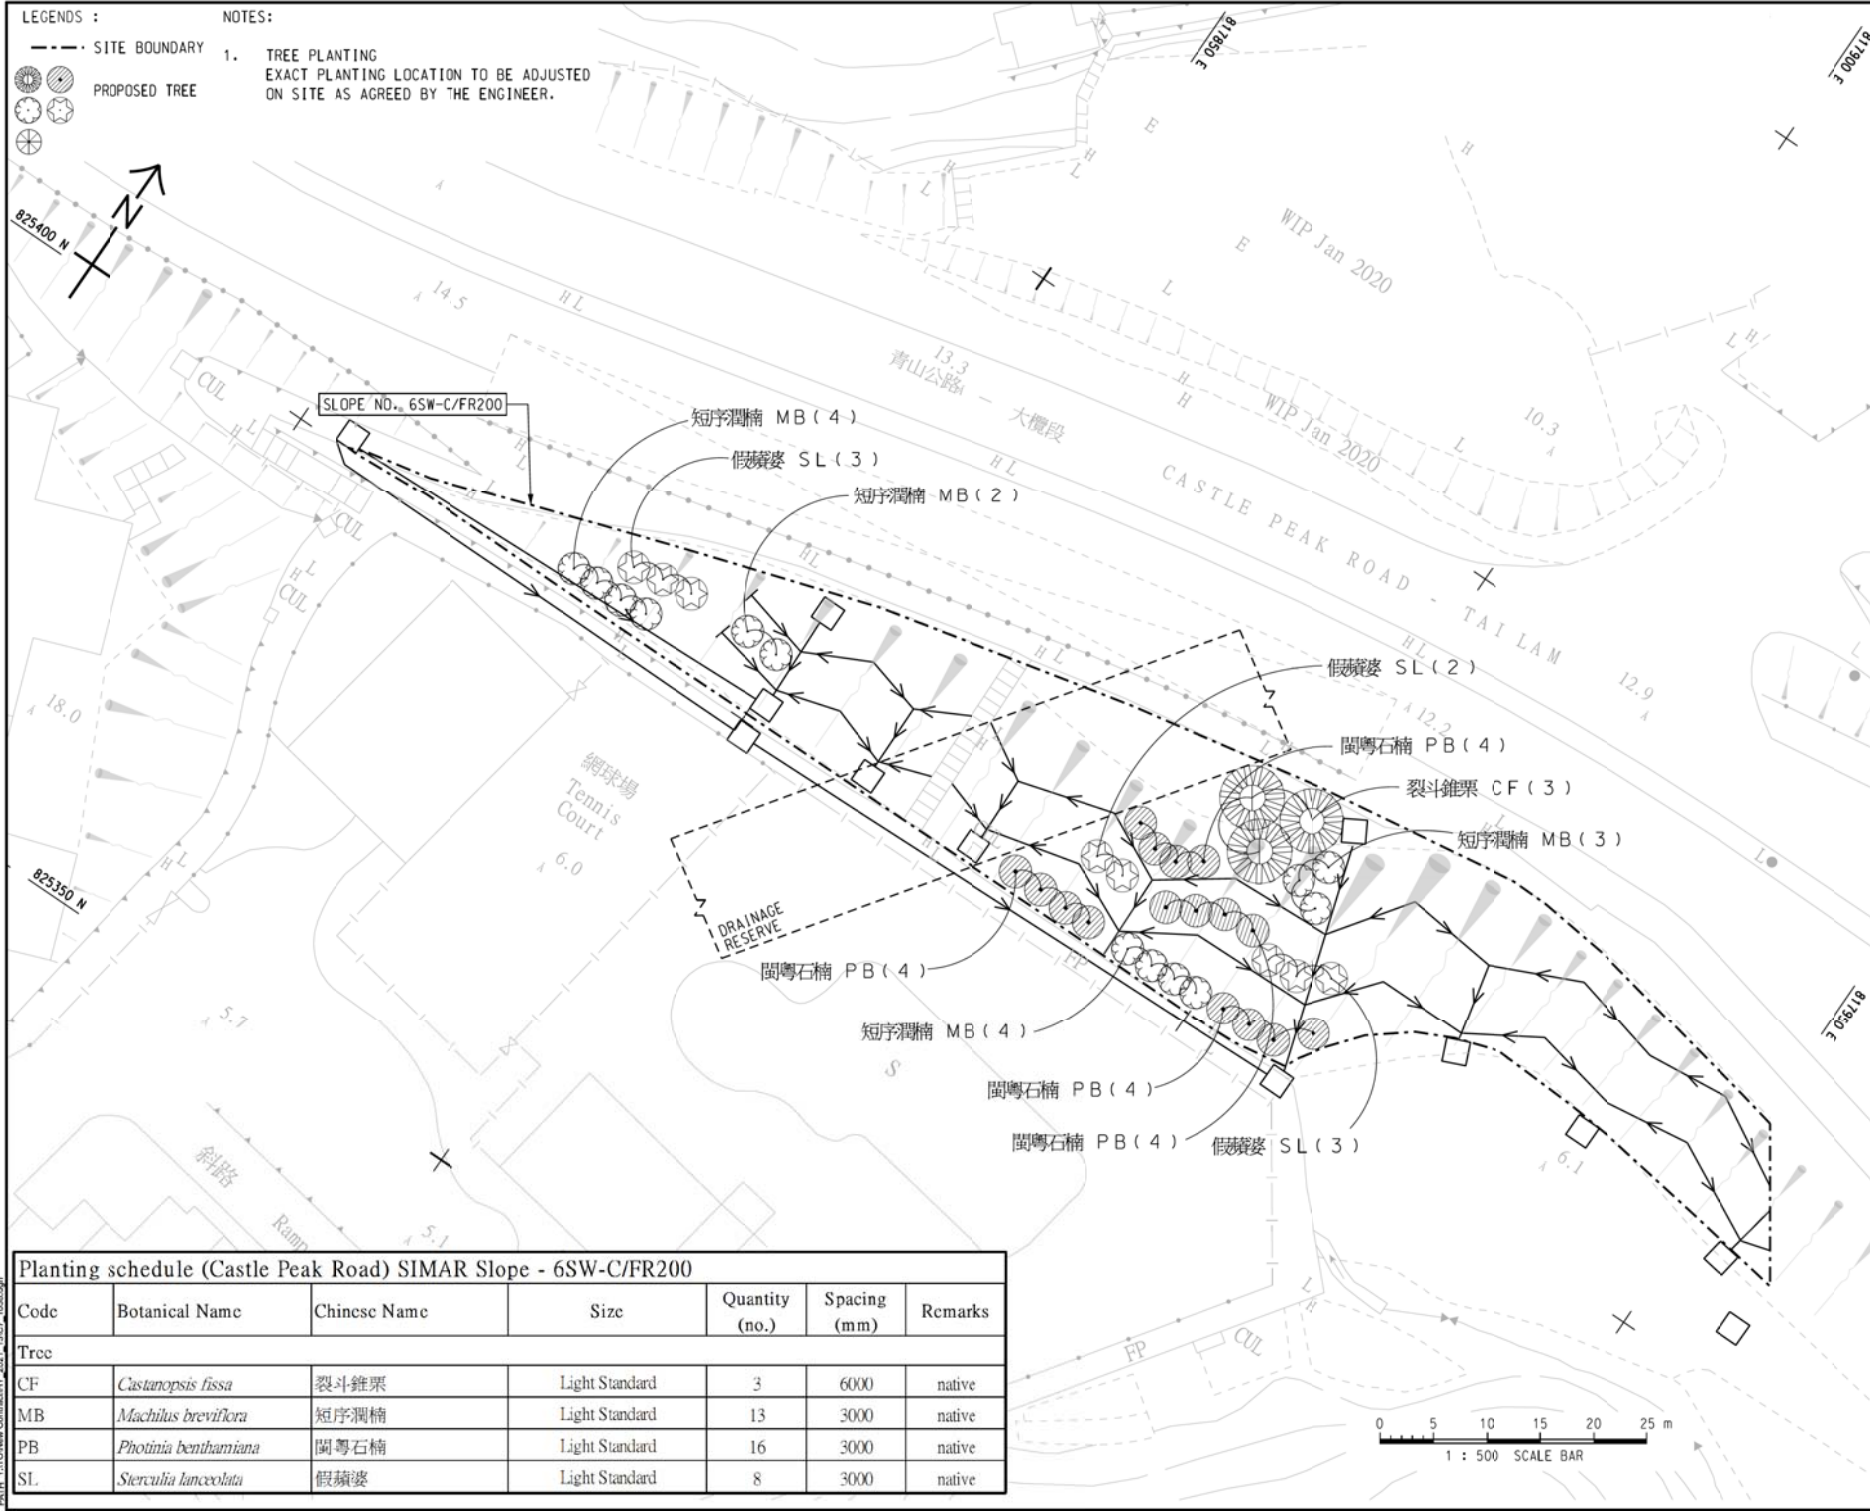 LEGENDS :
SITE BOUNDARY
PROPOSED TREE
NOTES:
1. TREE PLANTING
EXACT PLANTING LOCATION TO BE ADJUSTED
ON SITE AS AGREED BY THE ENGINEER.
817850 E
817900 E
N
825400 N
WIP Jan 2020
14.5
13.3
青山公路 - 大欖段
WIP Jan 2020
10.3
CUL
SLOPE NO. 6SW-C/FR200
短序潤楠 MB(4)
假蘋婆 SL(3)
短序潤楠 MB(2)
CASTLE PEAK ROAD - TAI LAM
CUL
CUL
18.0
12.9
12.2
假蘋婆 SL(2)
閩粵石楠 PB(4)
裂斗錐栗 CF(3)
短序潤楠 MB(3)
網球場
Tennis
Court
6.0
825350 N
DRAINAGE
RESERVE
FP
閩粵石楠 PB(4)
5.7
短序潤楠 MB(4)
S
817950 E
閩粵石楠 PB(4)
閩粵石楠 PB(4)
假蘋婆 SL(3)
6.1
斜路
Ramp
5.1
FP
CUL
Planting schedule (Castle Peak Road) SIMAR Slope - 6SW-C/FR200
Code Botanical Name Chinese Name Size Quantity (no.) Spacing (mm) Remarks
Tree
CF Castanopsis fissa 裂斗錐栗 Light Standard 3 6000 native
MB Machilus breviflora 短序潤楠 Light Standard 13 3000 native
PB Photinia benthamiana 閩粵石楠 Light Standard 16 3000 native
SL Sterculia lanceolata 假蘋婆 Light Standard 8 3000 native
0 5 10 15 20 25 m
1 : 500 SCALE BAR